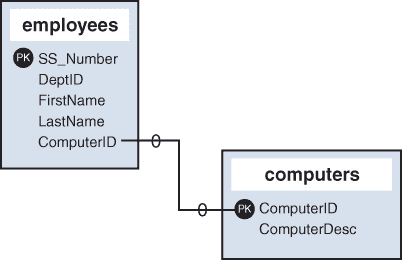 employees
PK SS_Number
DeptID
FirstName
LastName
ComputerID
computers
PK ComputerID
ComputerDesc